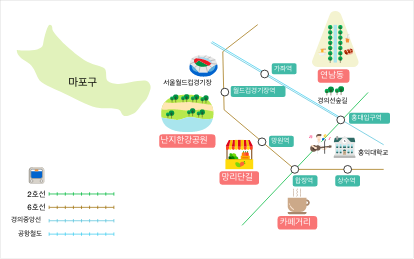 마포구
서울월드컵경기장
가좌역
연남동
월드컵경기장역
경의선숲길
홍대입구역
난지한강공원
망원역
홍익대학교
망리단길
합정역
상수역
카페거리
2호선
6호선
경의중앙선
공항철도